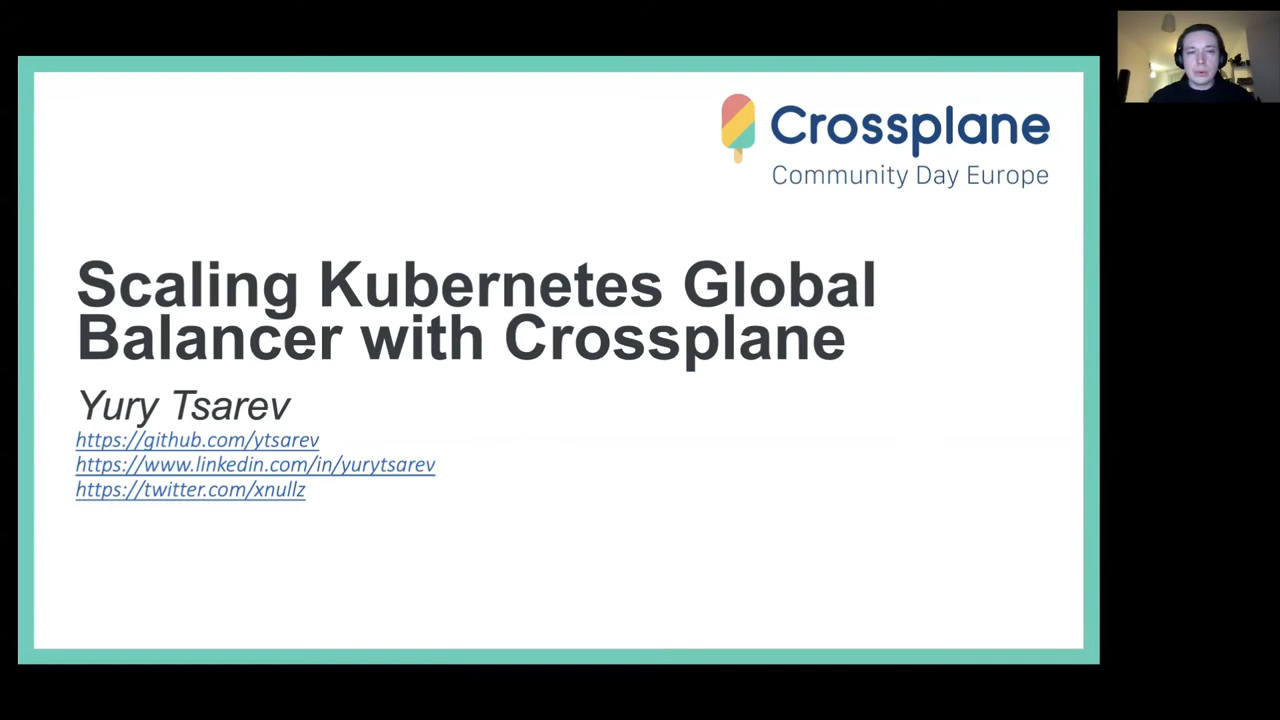 Crossplane
Community Day Europe
Scaling Kubernetes Global
Balancer with Crossplane
Yury Tsarev
https://github.com/ytsarev
https://www.linkedin.com/in/yurytsarev
https://twitter.com/xnullz